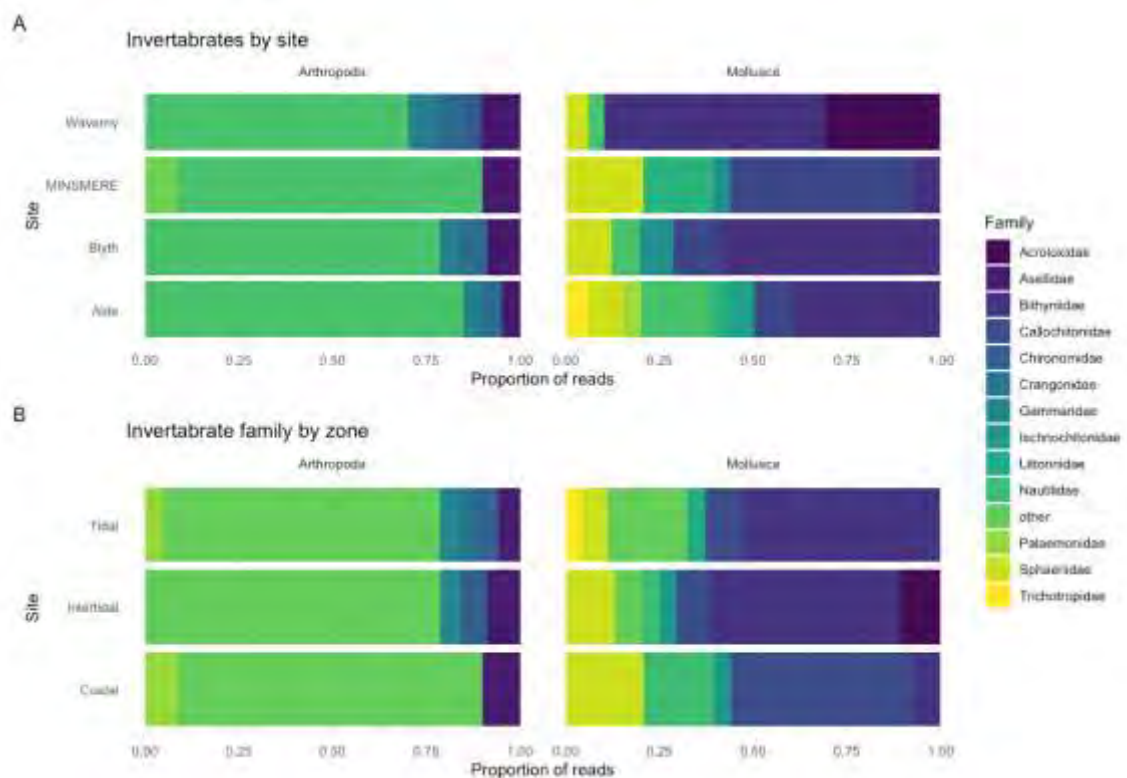 A
Invertabrates by site
Arthropoda
Mollusca
Waverny
MINSMERE
Blyth
Alde
Site
0.00 0.25 0.50 0.75 1.00
0.00 0.25 0.50 0.75 1.00
Proportion of reads
B
Invertabrate family by zone
Arthropoda
Mollusca
Tidal
Intertidal
Site
0.00 0.25 0.50 0.75 1.00
0.00 0.25 0.50 0.75 1.00
Proportion of reads
Family
Acroloxidae
Asellidae
Bithyniidae
Callochitonidae
Chironomidae
Crangonidae
Gammaridae
Ischnochitonidae
Nautilidae
other
Palaemonidae
Sphaeriidae
Trichotropidae